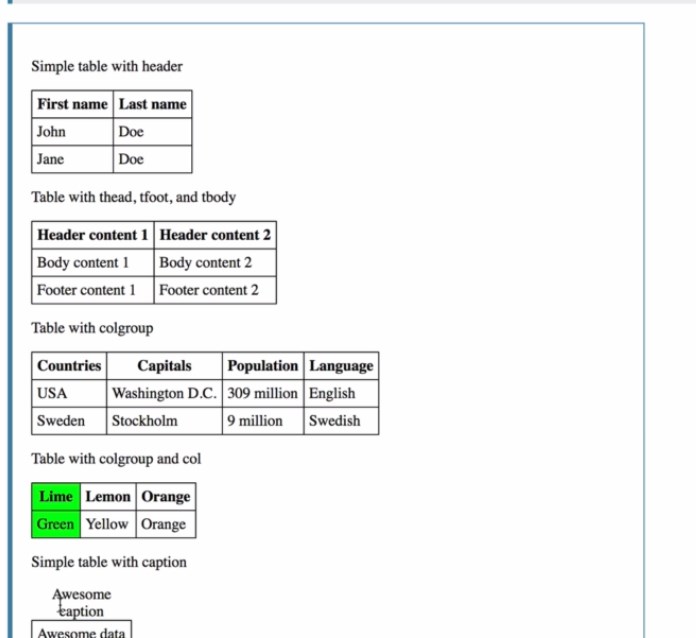 Simple table with header
First name Last name
John Doe
Jane Doe
Table with thead, tfoot, and tbody
Header content 1 Header content 2
Body content 1 Body content 2
Footer content 1 Footer content 2
Table with colgroup
Countries Capitals Population Language
USA Washington D.C. 309 million English
Sweden Stockholm 9 million Swedish
Table with colgroup and col
Lime Lemon Orange
Green Yellow Orange
Simple table with caption
Awesome
caption
Awesome data